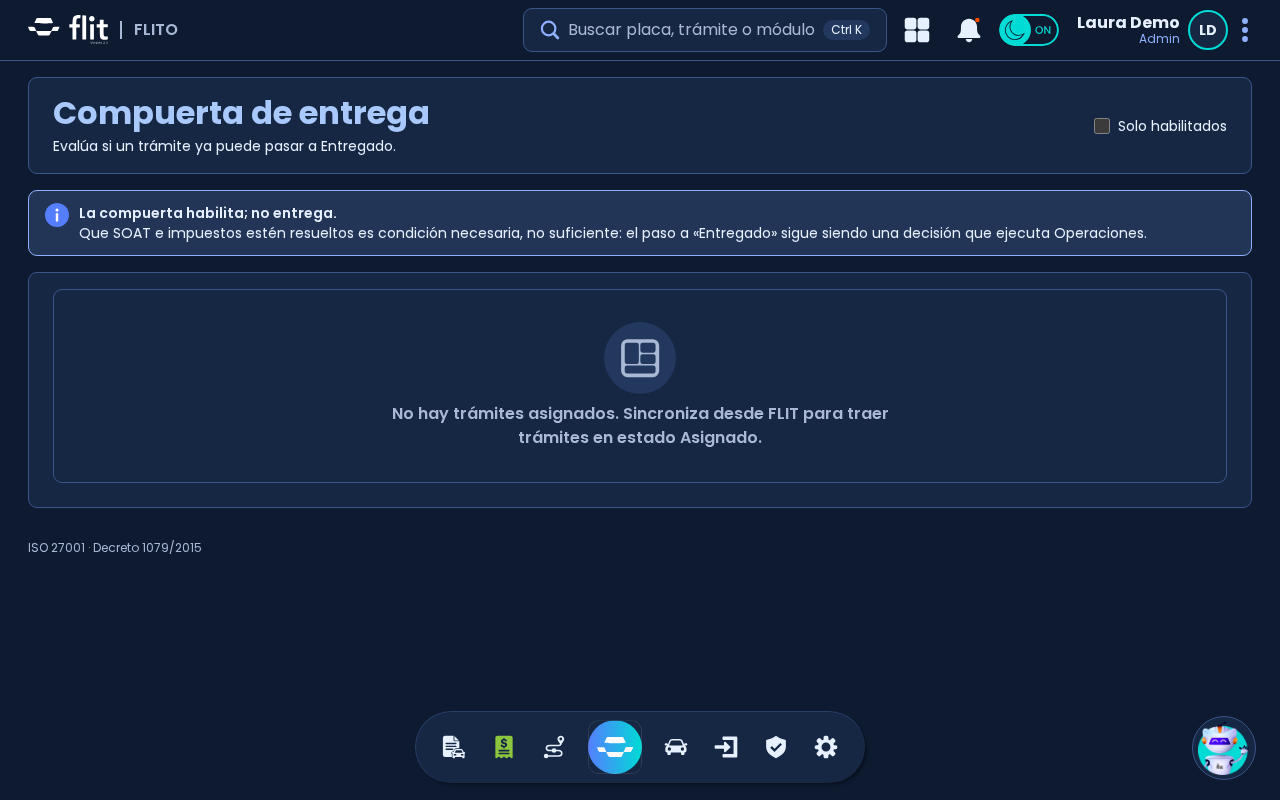 flit
FLITO
Buscar placa, trámite o módulo
Ctrl K
ON
Laura Demo
Admin
LD
Compuerta de entrega
Evalúa si un trámite ya puede pasar a Entregado.
Solo habilitados
La compuerta habilita; no entrega.
Que SOAT e impuestos estén resueltos es condición necesaria, no suficiente: el paso a «Entregado» sigue siendo una decisión que ejecuta Operaciones.
No hay trámites asignados. Sincroniza desde FLIT para traer
trámites en estado Asignado.
ISO 27001 · Decreto 1079/2015